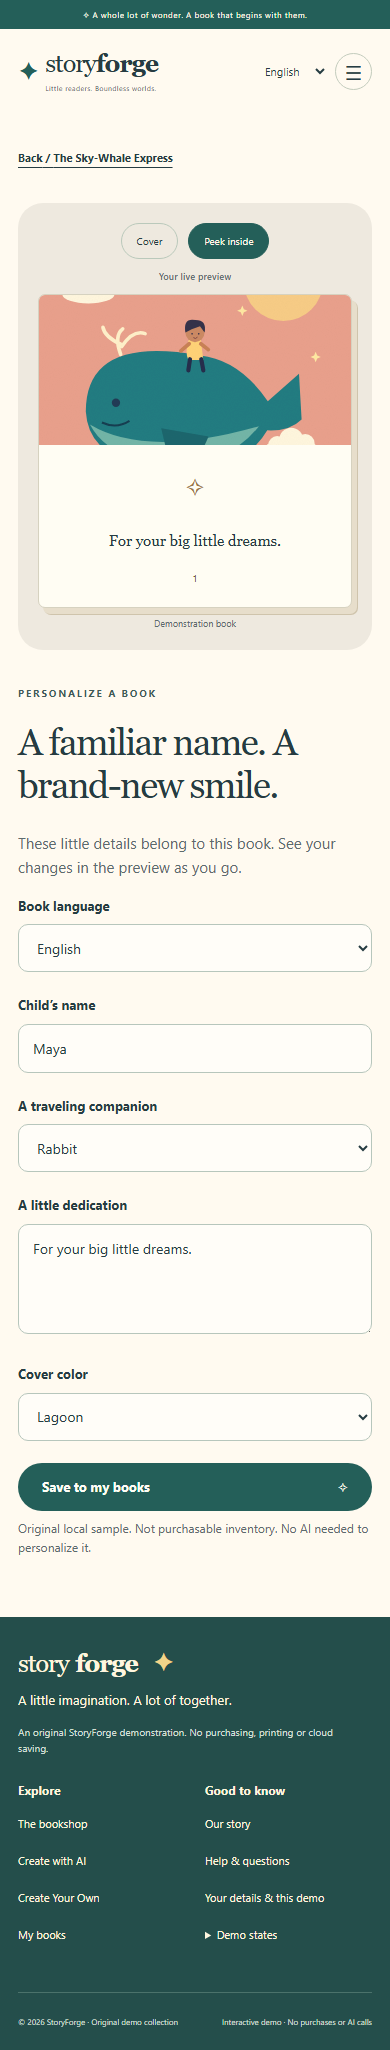 ✧ A whole lot of wonder. A book that begins with them.
storyforge
Little readers. Boundless worlds.
English
Back / The Sky-Whale Express
Cover
Peek inside
Your live preview
For your big little dreams.
1
Demonstration book
PERSONALIZE A BOOK
A familiar name. A
brand-new smile.
These little details belong to this book. See your
changes in the preview as you go.
Book language
English
Child's name
Maya
A traveling companion
Rabbit
A little dedication
For your big little dreams.
Cover color
Lagoon
Save to my books
Original local sample. Not purchasable inventory. No AI needed to
personalize it.
story forge
A little imagination. A lot of together.
An original StoryForge demonstration. No purchasing, printing or cloud
saving.
Explore
The bookshop
Create with AI
Create Your Own
My books
Good to know
Our story
Help & questions
Your details & this demo
Demo states
© 2026 StoryForge · Original demo collection
Interactive demo · No purchases or AI calls